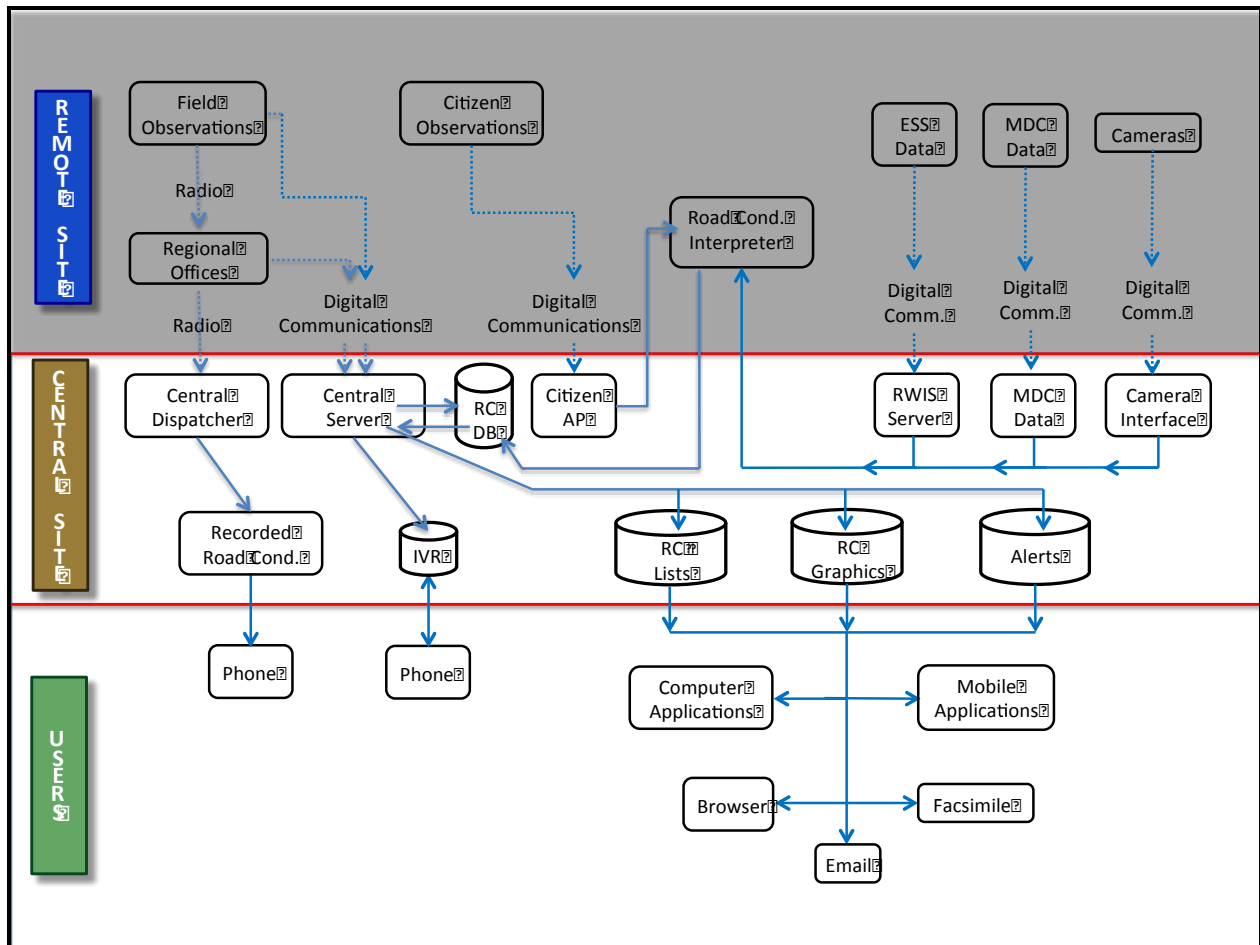 REMOTE SITE
Field
Observations
Citizen
Observations
ESS
Data
MDC
Data
Cameras
Radio
Road Cond.
Interpreter
Regional
Offices
Radio
Digital
Communications
Digital
Communications
Digital
Comm.
Digital
Comm.
Digital
Comm.
CENTRAL SITE
Central
Dispatcher
Central
Server
RC
DB
Citizen
AP
RWIS
Server
MDC
Data
Camera
Interface
Recorded
Road Cond.
IVR
RC
Lists
RC
Graphics
Alerts
USERS
Phone
Phone
Computer
Applications
Mobile
Applications
Browser
Facsimile
Email